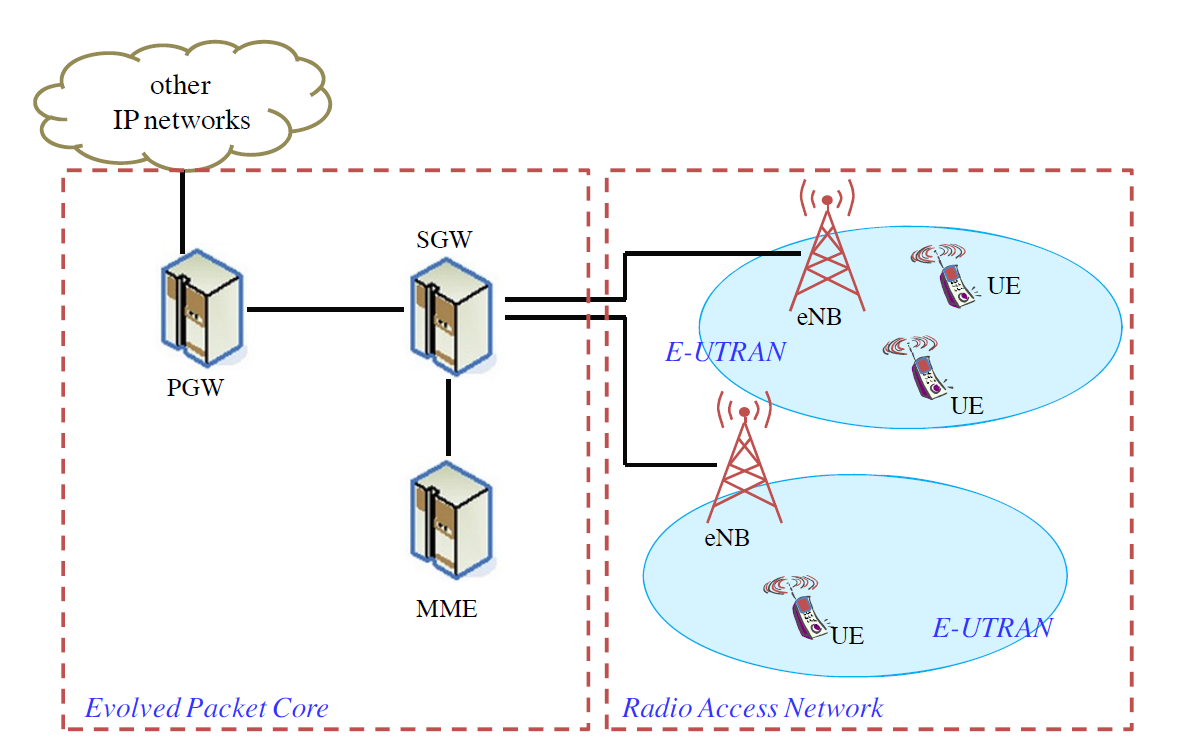 other
IP networks
SGW
PGW
MME
Evolved Packet Core
eNB
UE
E-UTRAN
UE
eNB
UE
E-UTRAN
Radio Access Network